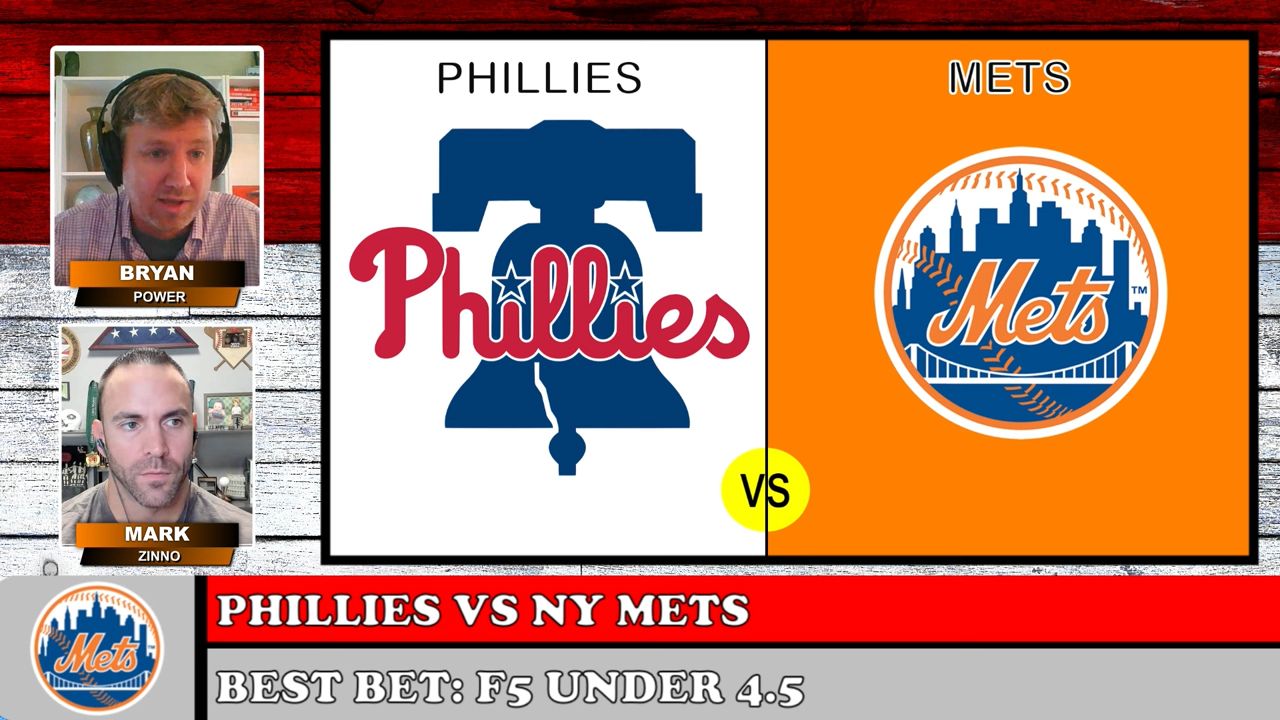 BRYAN
POWER
MARK
ZINNO
PHILLIES
METS
Phillies
Mets
TM
VS
Mets
PHILLIES VS NY METS
BEST BET: F5 UNDER 4.5